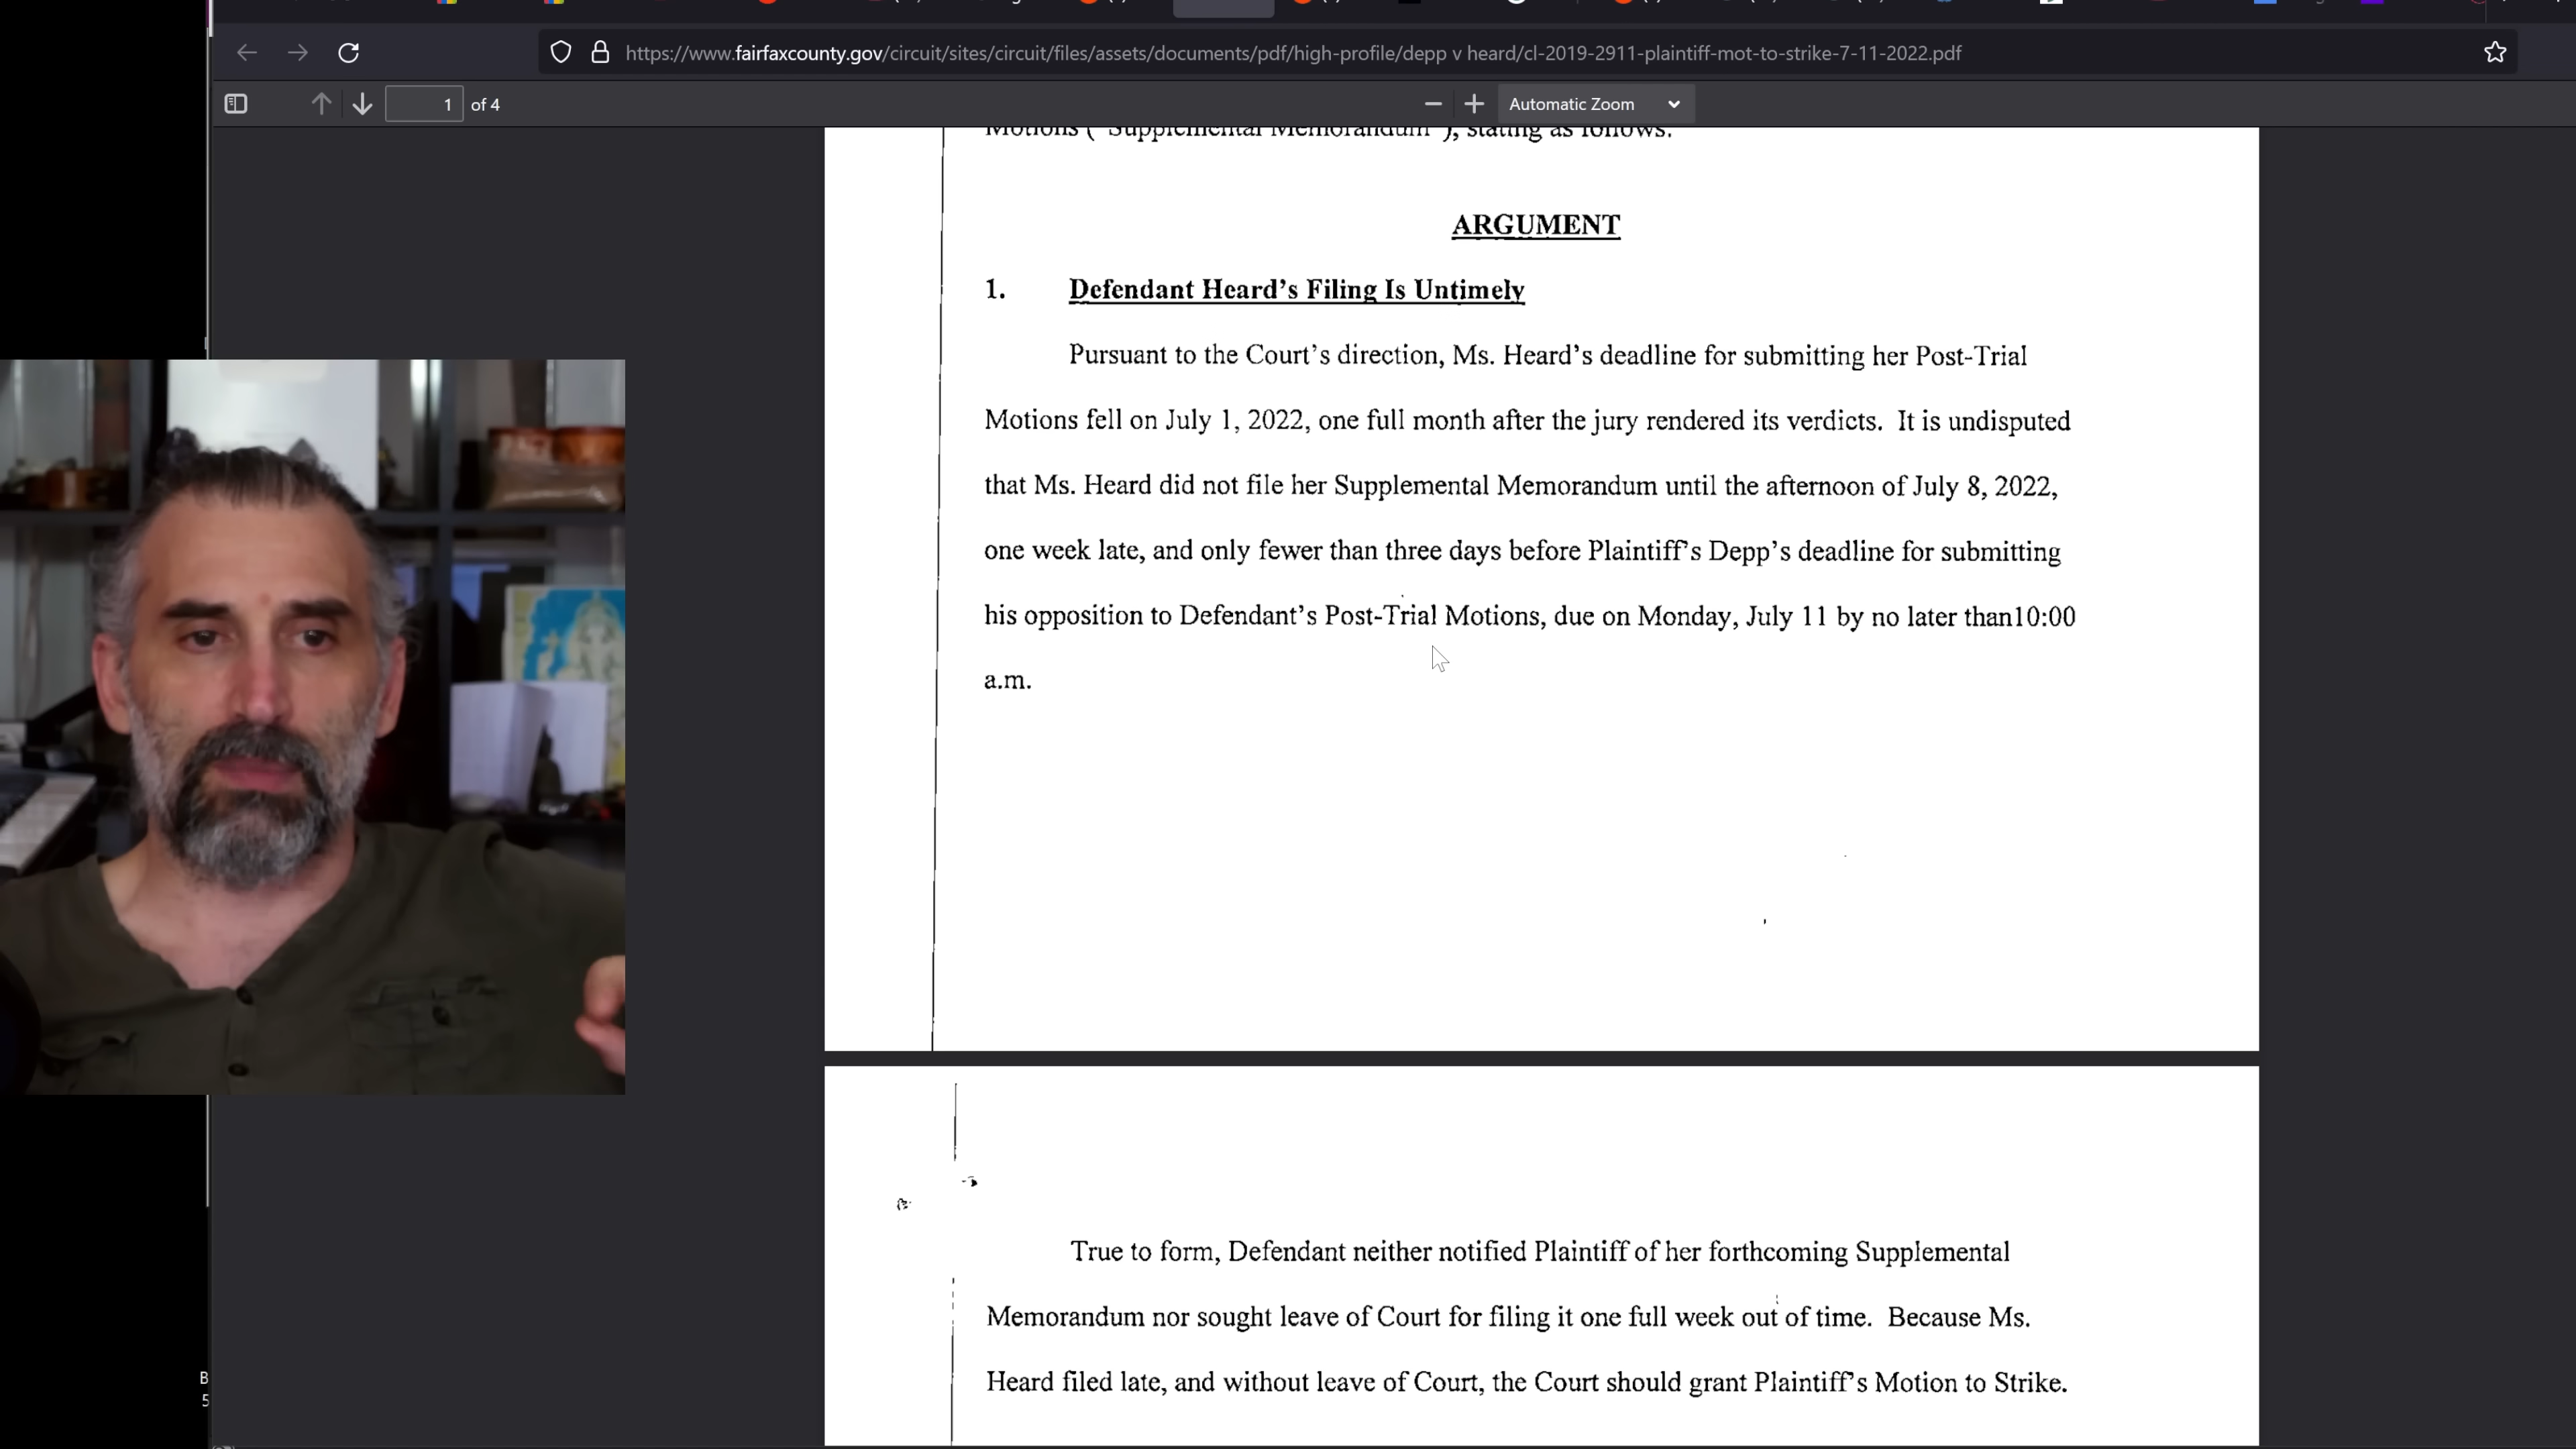 https://www.fairfaxcounty.gov/circuit/sites/circuit/files/assets/documents/pdf/high-profile/depp v heard/cl-2019-2911-plaintiff-mot-to-strike-7-11-2022.pdf
1 of 4
Automatic Zoom
Motions ("Supplemental Memorandum"), stating as follows:
ARGUMENT
1. Defendant Heard's Filing Is Untimely
Pursuant to the Court's direction, Ms. Heard's deadline for submitting her Post-Trial
Motions fell on July 1, 2022, one full month after the jury rendered its verdicts. It is undisputed
that Ms. Heard did not file her Supplemental Memorandum until the afternoon of July 8, 2022,
one week late, and only fewer than three days before Plaintiff's Depp's deadline for submitting
his opposition to Defendant's Post-Trial Motions, due on Monday, July 11 by no later than10:00
a.m.
True to form, Defendant neither notified Plaintiff of her forthcoming Supplemental
Memorandum nor sought leave of Court for filing it one full week out of time. Because Ms.
Heard filed late, and without leave of Court, the Court should grant Plaintiff's Motion to Strike.
B
5